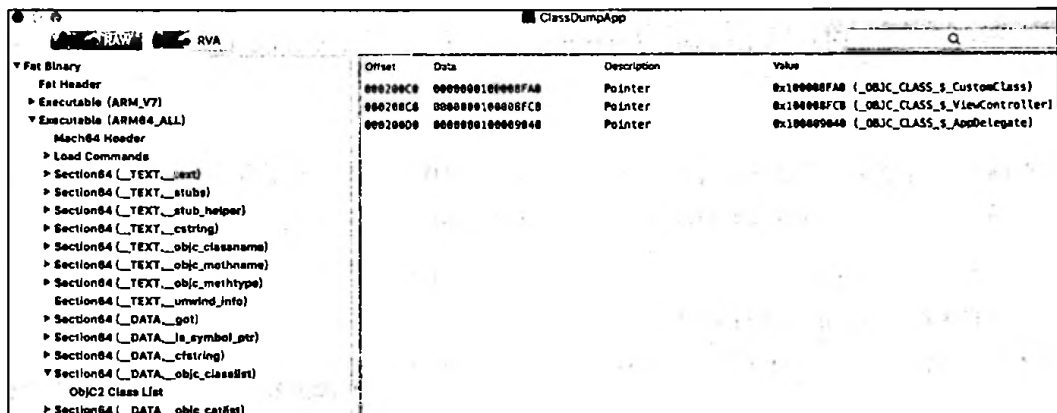 ClassDumpApp
RAW RVA
Fat Binary
Fat Header
Executable (ARM_V7)
Executable (ARM64_ALL)
Mach64 Header
Load Commands
Section64 (__TEXT,__text)
Section64 (__TEXT,__stubs)
Section64 (__TEXT,__stub_helper)
Section64 (__TEXT,__cstring)
Section64 (__TEXT,__objc_classname)
Section64 (__TEXT,__objc_methname)
Section64 (__TEXT,__objc_methtype)
Section64 (__TEXT,__unwind_info)
Section64 (__DATA,__got)
Section64 (__DATA,__la_symbol_ptr)
Section64 (__DATA,__cfstring)
Section64 (__DATA,__objc_classlist)
ObjC2 Class List
Section64 (__DATA,__objc_catlist)
Offset Data Description Value
000200C0 0000000100008FA0 Pointer 0x100008FA0 (_OBJC_CLASS_$_CustomClass)
000200C8 0000000100008FC8 Pointer 0x100008FC8 (_OBJC_CLASS_$_ViewController)
000200D0 0000000100009040 Pointer 0x100009040 (_OBJC_CLASS_$_AppDelegate)